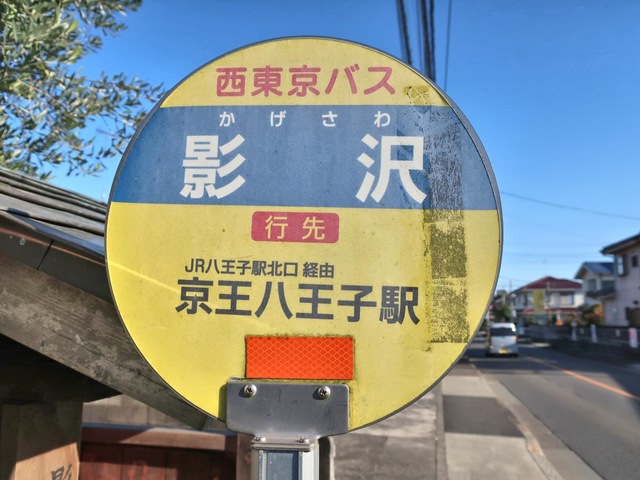 西東京バス
かげさわ
影沢
行先
JR八王子駅北口 経由
京王八王子駅
影